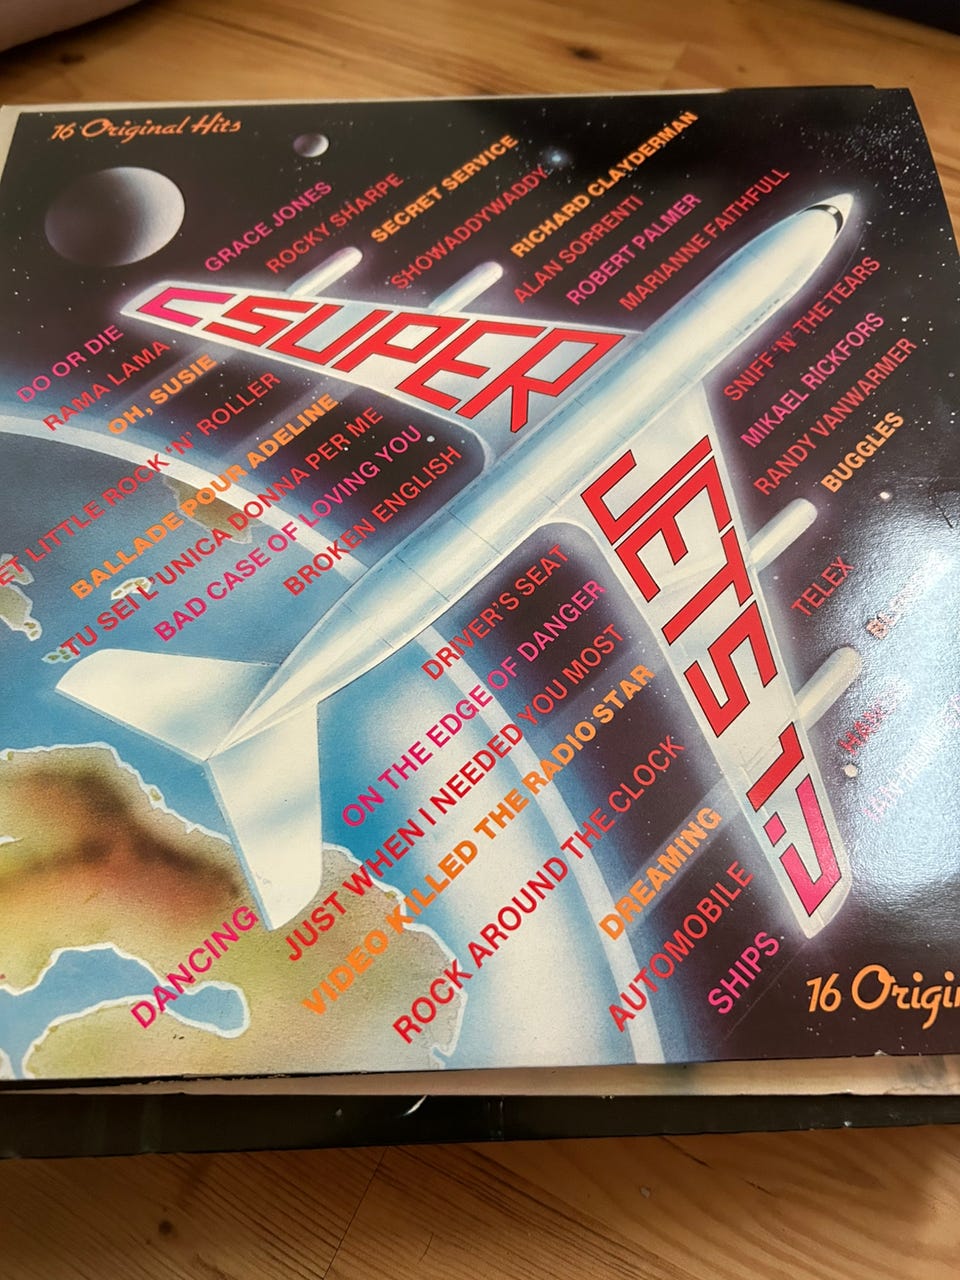 16 Original Hits
GRACE JONES
ROCKY SHARPE
SECRET SERVICE
SHOWADDYWADDY
RICHARD CLAYDERMAN
ALAN SORRENTI
ROBERT PALMER
MARIANNE FAITHFULL
SUPER
DO OR DIE
RAMA LAMA
OH, SUSIE
ET LITTLE ROCK 'N' ROLLER
BALLADE POUR ADELINE
TU SEI L'UNICA DONNA PER ME
BAD CASE OF LOVING YOU
BROKEN ENGLISH
SNIFF 'N' THE TEARS
MIKAEL RICKFORS
RANDY VANWARMER
BUGGLES
TELEX
JETS 1
DRIVER'S SEAT
ON THE EDGE OF DANGER
JUST WHEN I NEEDED YOU MOST
VIDEO KILLED THE RADIO STAR
ROCK AROUND THE CLOCK
DREAMING
AUTOMOBILE
SHIPS
DANCING
16 Origi